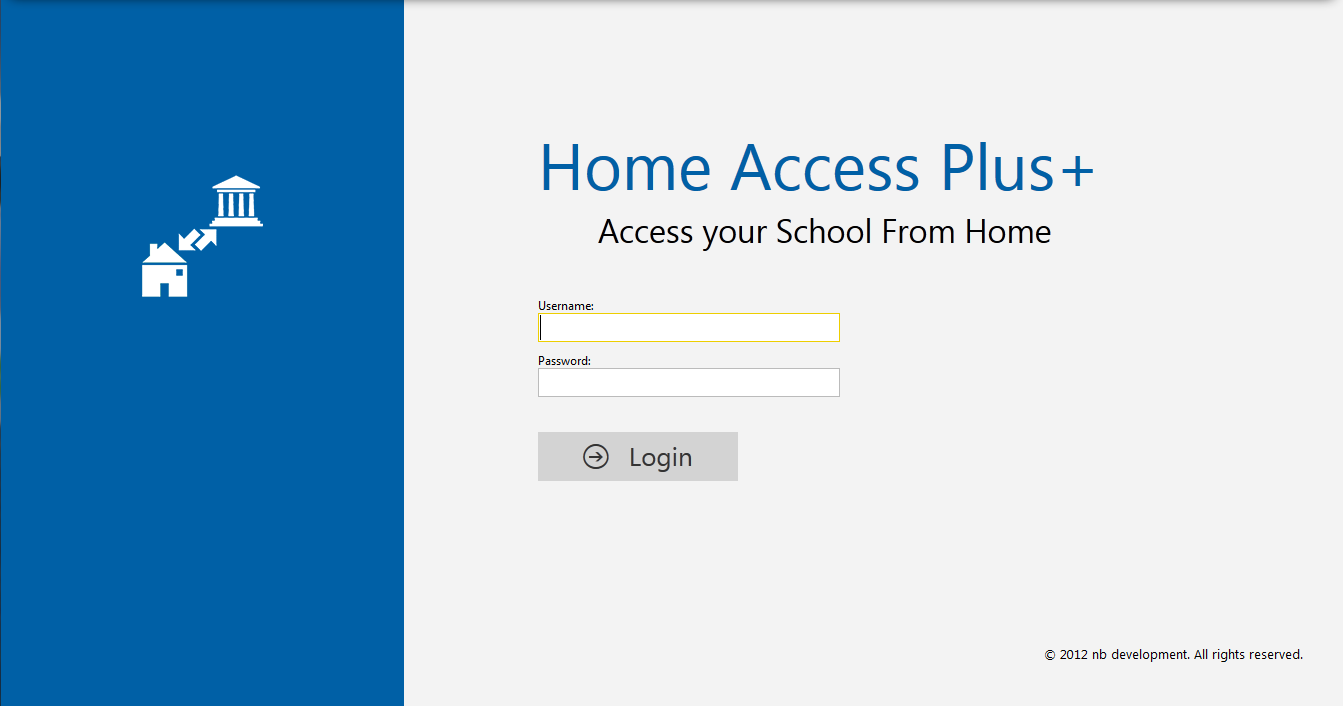 Home Access Plus+
Access your School From Home
Username:
Password:
Login
© 2012 nb development. All rights reserved.